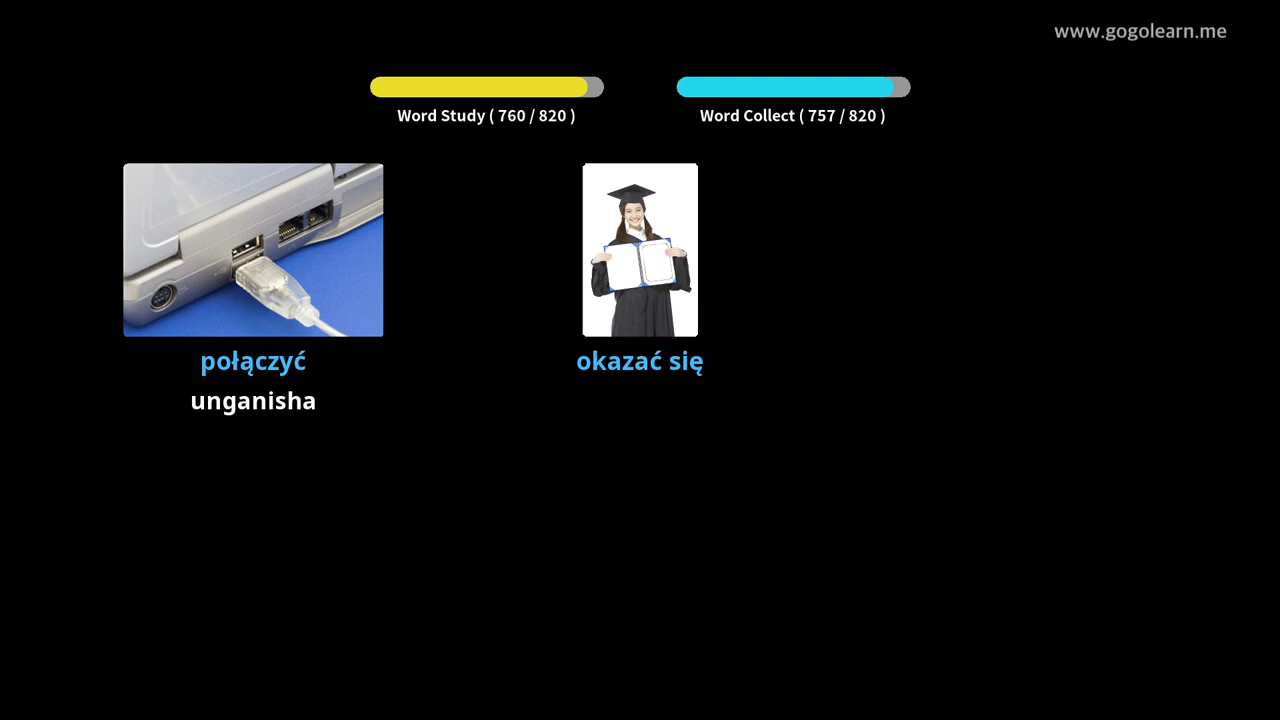 www.gogolearn.me
Word Study ( 760 / 820 )
Word Collect ( 757 / 820 )
połączyć
unganisha
okazać się